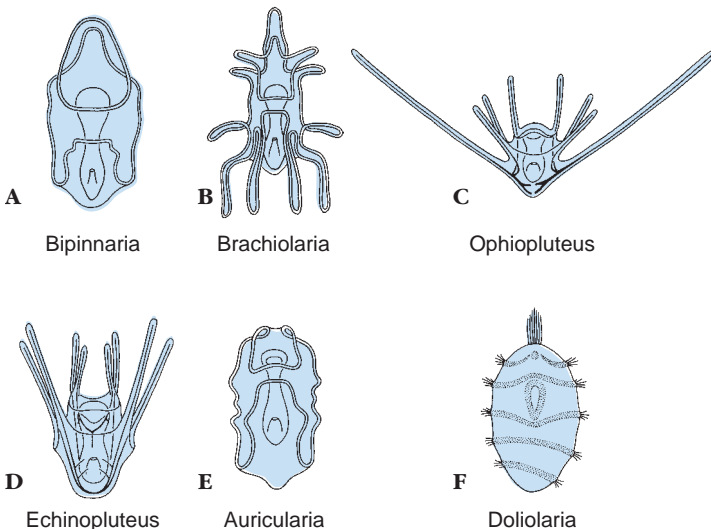 A
Bipinnaria
B
Brachiolaria
C
Ophiopluteus
D
Echinopluteus
E
Auricularia
F
Doliolaria